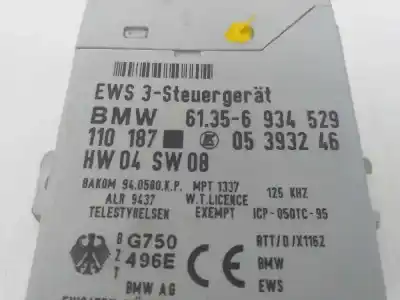 EWS 3-Steuergerät
BMW 61.35-6 934 529
110 187 05 3932 46
HW 04 SW 08
BAKOM 94.0580.K.P. MPT 1337
ALR 9437 W.T.LICENCE 125 KHZ
TELESTYRELSEN EXEMPT ICP-050TC-95
BZT G750 496E CE RTT/D/X1162
BMW
BMW AG EWS